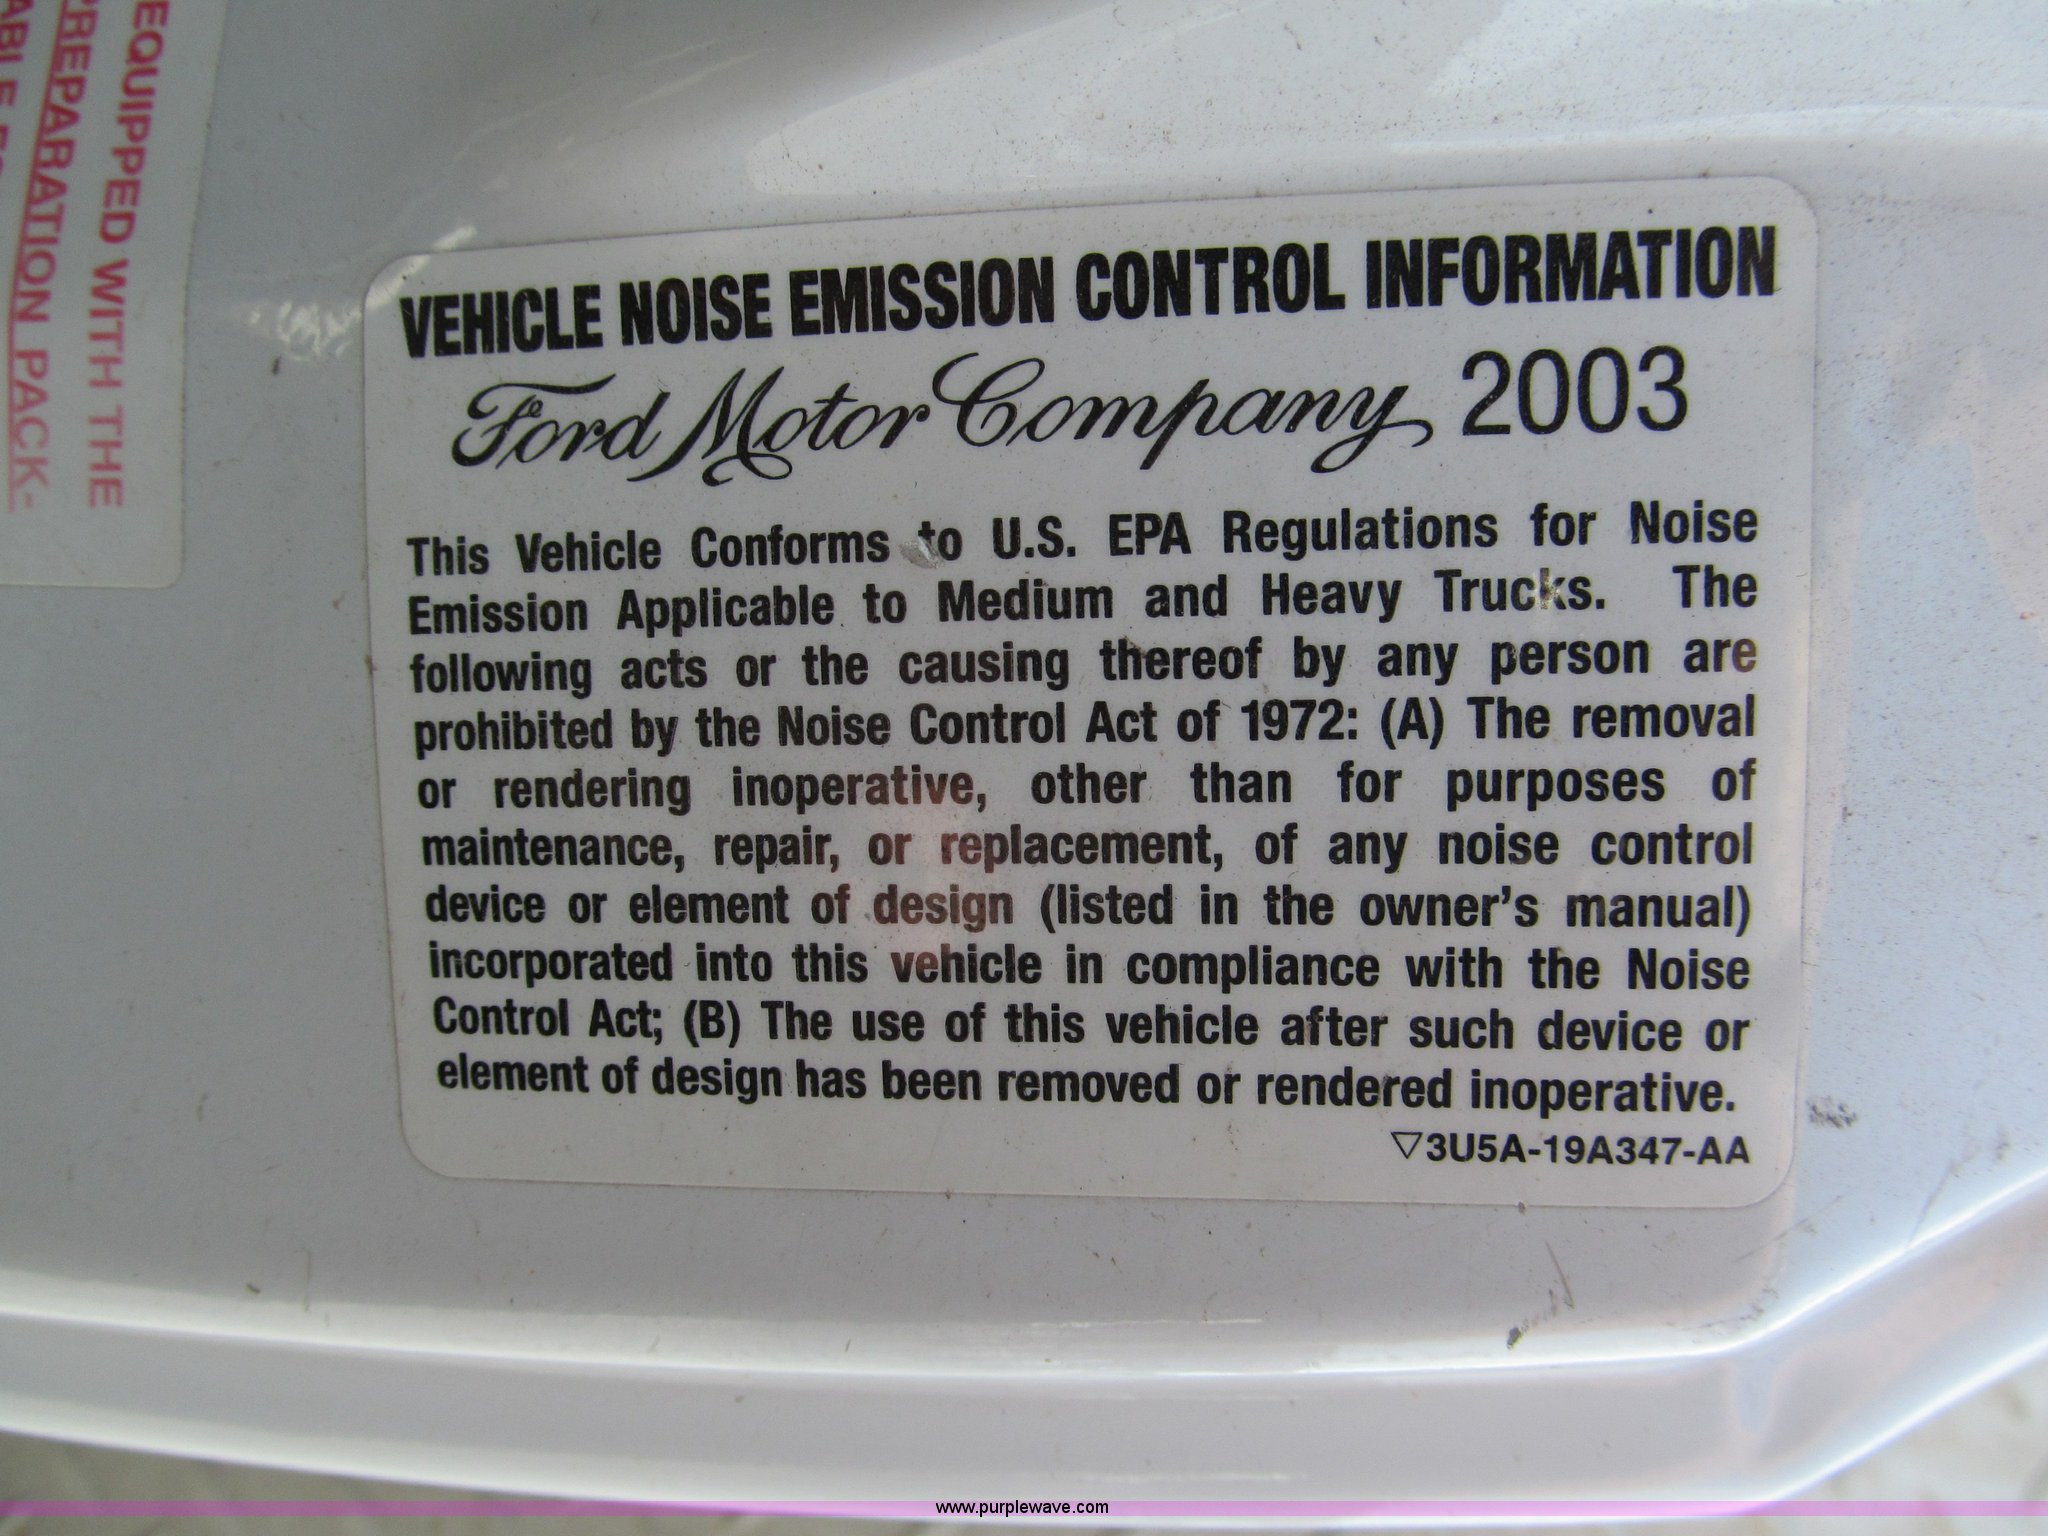 EQUIPPED WITH THE
PREPARATION PACK-
VEHICLE NOISE EMISSION CONTROL INFORMATION
Ford Motor Company 2003
This Vehicle Conforms to U.S. EPA Regulations for Noise
Emission Applicable to Medium and Heavy Trucks. The
following acts or the causing thereof by any person are
prohibited by the Noise Control Act of 1972: (A) The removal
or rendering inoperative, other than for purposes of
maintenance, repair, or replacement, of any noise control
device or element of design (listed in the owner's manual)
incorporated into this vehicle in compliance with the Noise
Control Act; (B) The use of this vehicle after such device or
element of design has been removed or rendered inoperative.
▽3U5A-19A347-AA
www.purplewave.com